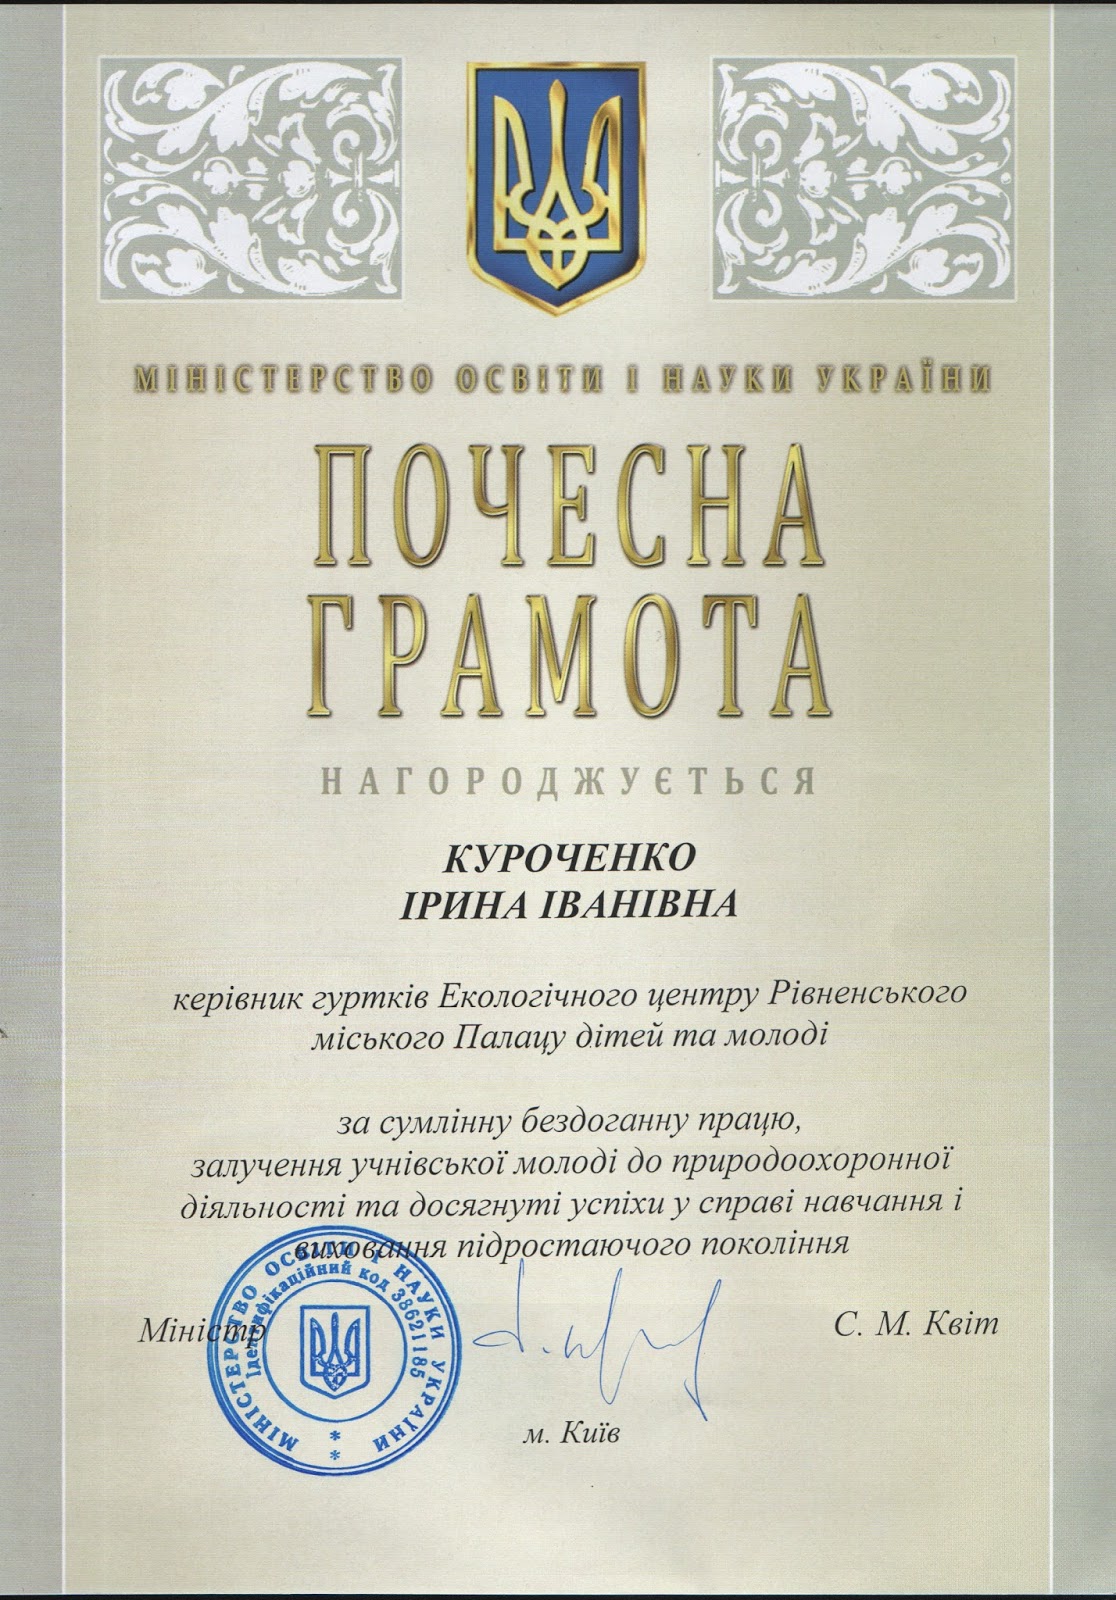 МІНІСТЕРСТВО ОСВІТИ І НАУКИ УКРАЇНИ
ПОЧЕСНА
ГРАМОТА
НАГОРОДЖУЄТЬСЯ
КУРОЧЕНКО
ІРИНА ІВАНІВНА
керівник гуртків Екологічного центру Рівненського
міського Палацу дітей та молоді
за сумлінну бездоганну працю,
залучення учнівської молоді до природоохоронної
діяльності та досягнуті успіхи у справі навчання і
виховання підростаючого покоління
Міністр
С. М. Квіт
МІНІСТЕРСТВО ОСВІТИ І НАУКИ УКРАЇНИ * *
Ідентифікаційний код 38621185
м. Київ